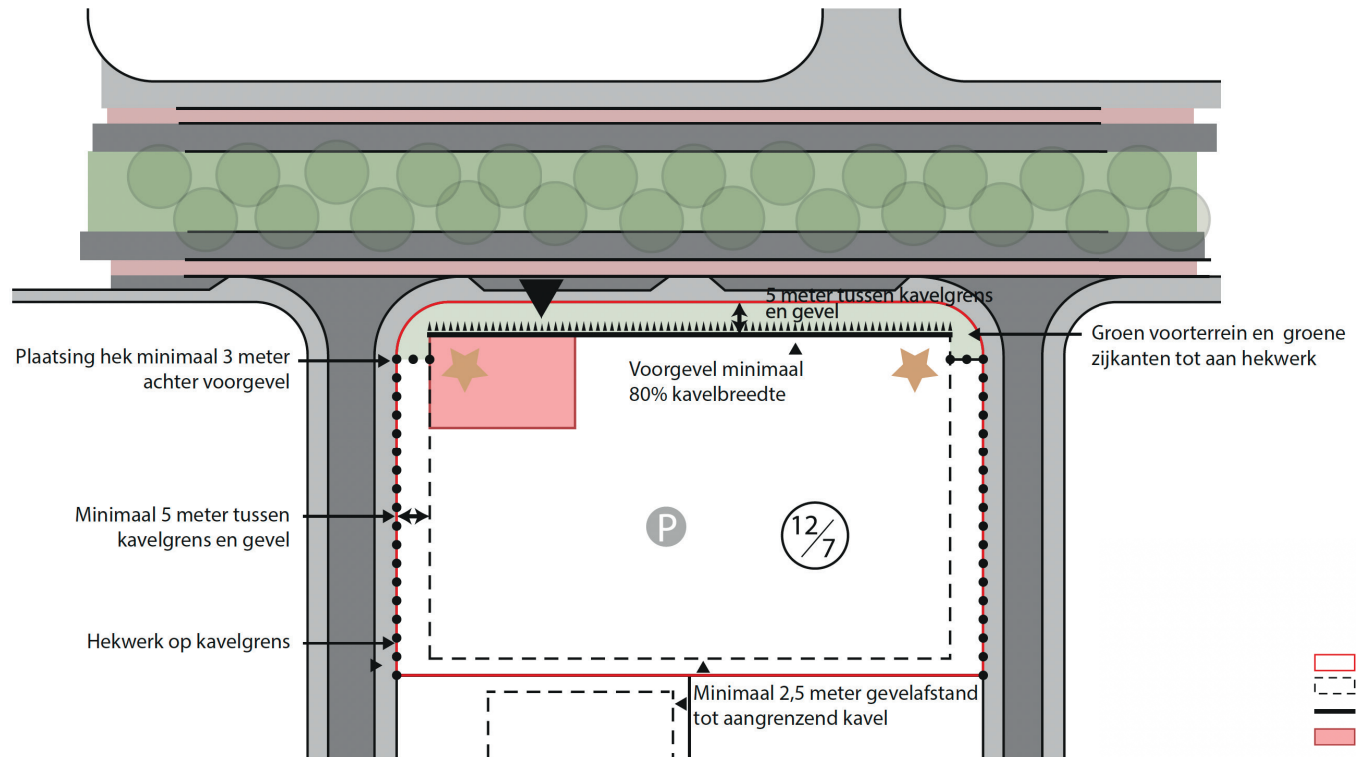 5 meter tussen kavelgrens
en gevel
Groen voorterrein en groene
zijkanten tot aan hekwerk
Plaatsing hek minimaal 3 meter
achter voorgevel
Voorgevel minimaal
80% kavelbreedte
Minimaal 5 meter tussen
kavelgrens en gevel
P
12/7
Hekwerk op kavelgrens
Minimaal 2,5 meter gevelafstand
tot aangrenzend kavel